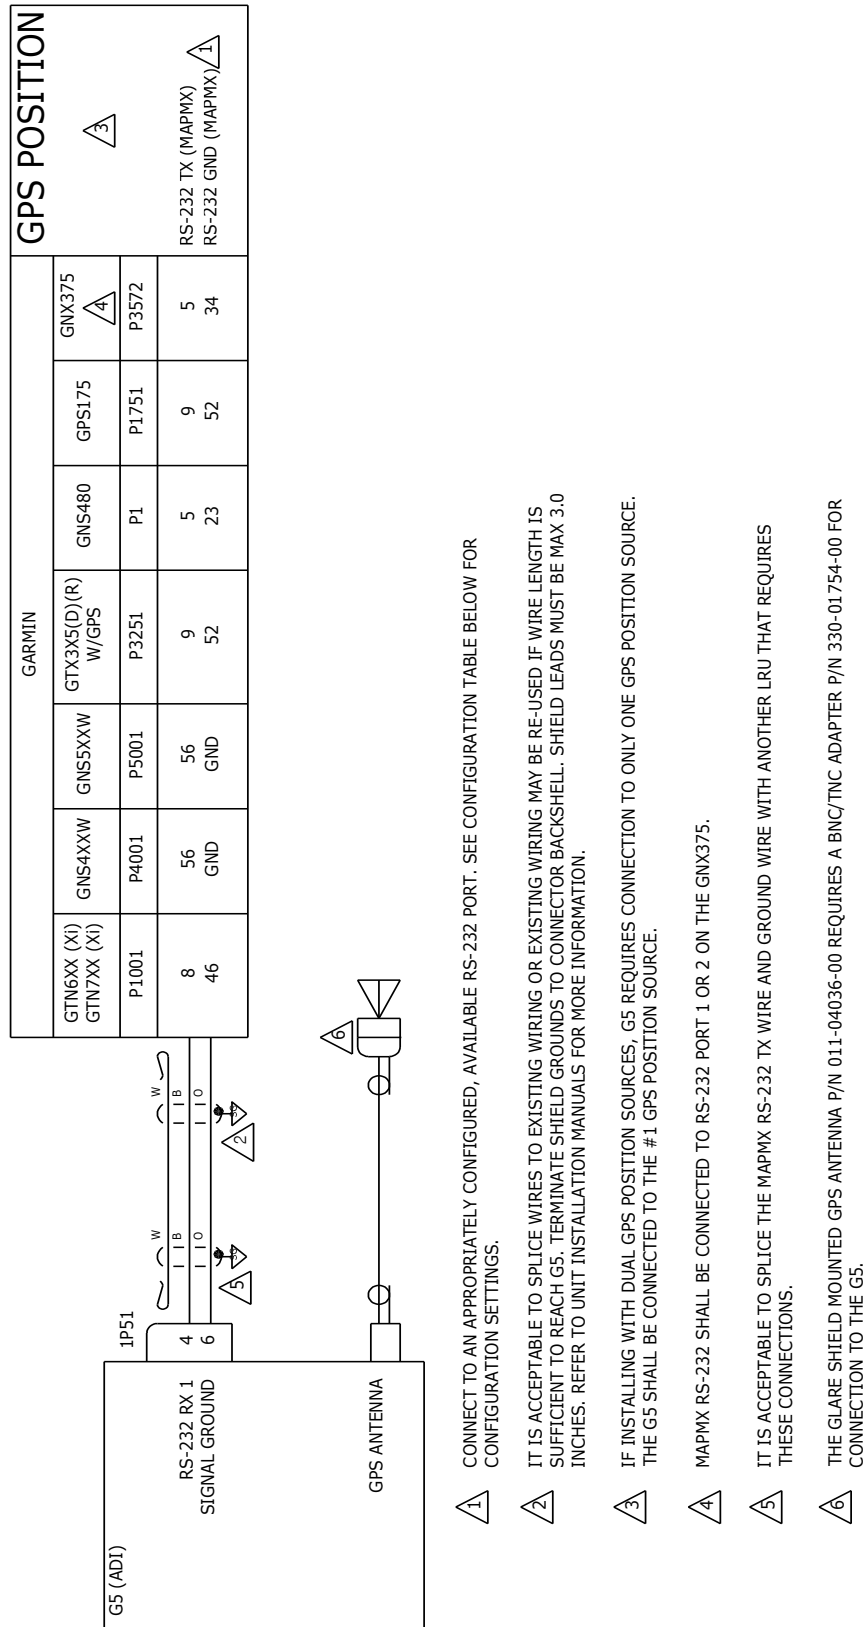 G5 (ADI)
1P51
RS-232 RX 1 4
SIGNAL GROUND 6
GPS ANTENNA
W
B
O
SG
5
W
B
O
SG
2
6
GARMIN
GPS POSITION
GTN6XX (Xi)
GTN7XX (Xi)
GNS4XXW
GNS5XXW
GTX3X5(D)(R)
W/GPS
GNS480
GPS175
GNX375
4
3
P1001 P4001 P5001 P3251 P1 P1751 P3572
8 56 56 9 5 9 5 RS-232 TX (MAPMX)
46 GND GND 52 23 52 34 RS-232 GND (MAPMX) 1
1 CONNECT TO AN APPROPRIATELY CONFIGURED, AVAILABLE RS-232 PORT. SEE CONFIGURATION TABLE BELOW FOR
CONFIGURATION SETTINGS.
2 IT IS ACCEPTABLE TO SPLICE WIRES TO EXISTING WIRING OR EXISTING WIRING MAY BE RE-USED IF WIRE LENGTH IS
SUFFICIENT TO REACH G5. TERMINATE SHIELD GROUNDS TO CONNECTOR BACKSHELL. SHIELD LEADS MUST BE MAX 3.0
INCHES. REFER TO UNIT INSTALLATION MANUALS FOR MORE INFORMATION.
3 IF INSTALLING WITH DUAL GPS POSITION SOURCES, G5 REQUIRES CONNECTION TO ONLY ONE GPS POSITION SOURCE.
THE G5 SHALL BE CONNECTED TO THE #1 GPS POSITION SOURCE.
4 MAPMX RS-232 SHALL BE CONNECTED TO RS-232 PORT 1 OR 2 ON THE GNX375.
5 IT IS ACCEPTABLE TO SPLICE THE MAPMX RS-232 TX WIRE AND GROUND WIRE WITH ANOTHER LRU THAT REQUIRES
THESE CONNECTIONS.
6 THE GLARE SHIELD MOUNTED GPS ANTENNA P/N 011-04036-00 REQUIRES A BNC/TNC ADAPTER P/N 330-01754-00 FOR
CONNECTION TO THE G5.